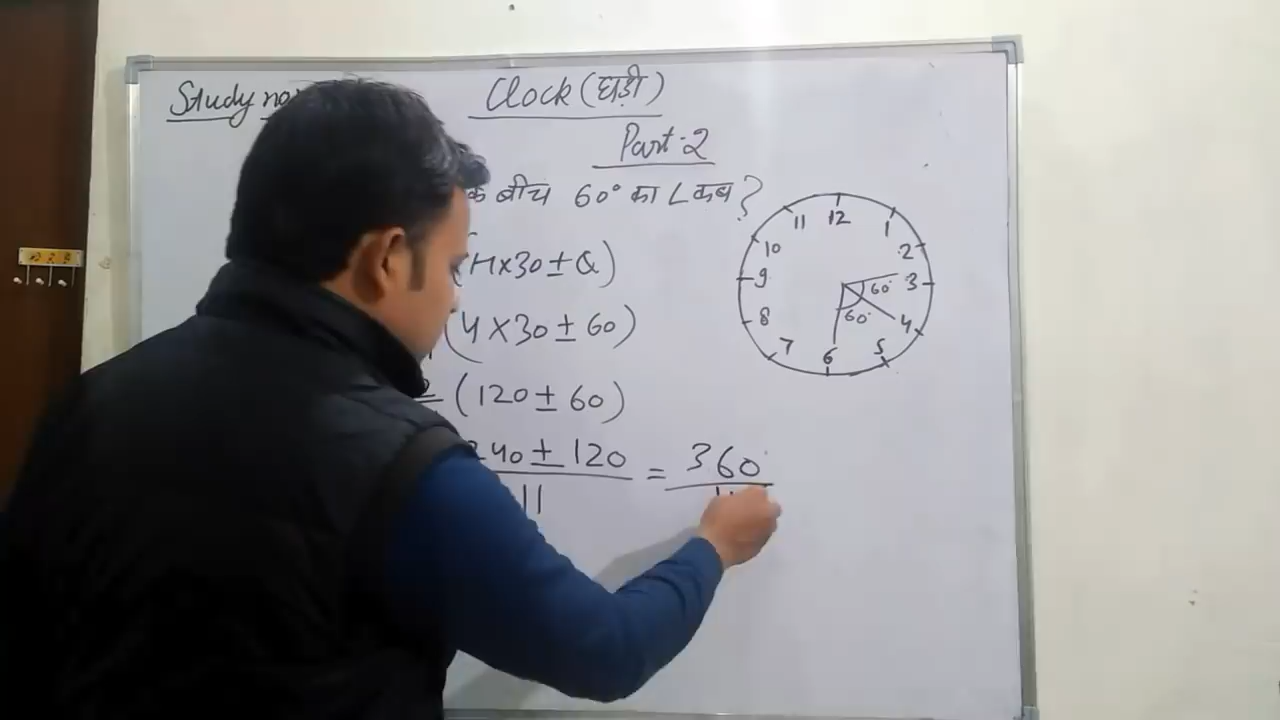 Study
Clock (घड़ी)
Part-2
के बीच 60° का ∠ कब?
(H×30±θ)
(4×30±60)
(120±60)
240±120 = 360
11 11
12
1
2
3
4
5
6
7
8
9
10
11
60°
60°